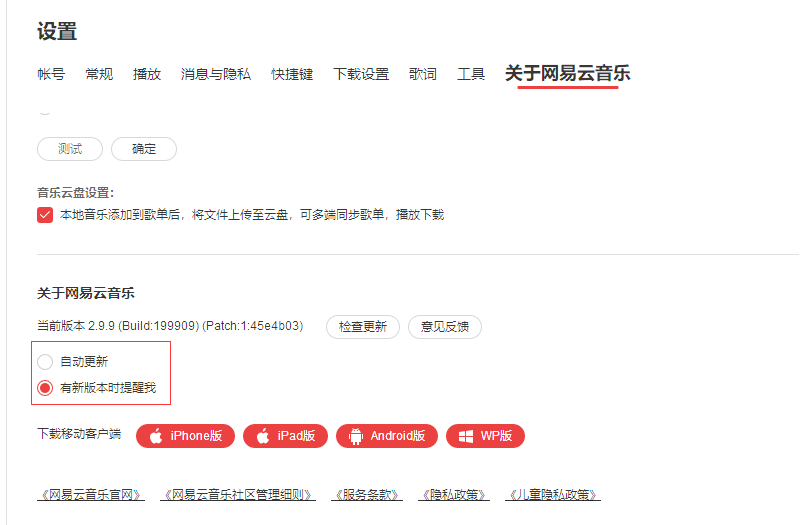 设置
帐号 常规 播放 消息与隐私 快捷键 下载设置 歌词 工具 关于网易云音乐
测试 确定
音乐云盘设置:
本地音乐添加到歌单后，将文件上传至云盘，可多端同步歌单，播放下载
关于网易云音乐
当前版本 2.9.9 (Build:199909) (Patch:1:45e4b03) 检查更新 意见反馈
自动更新
有新版本时提醒我
下载移动客户端 iPhone版 iPad版 Android版 WP版
《网易云音乐官网》 《网易云音乐社区管理细则》 《服务条款》 《隐私政策》 《儿童隐私政策》